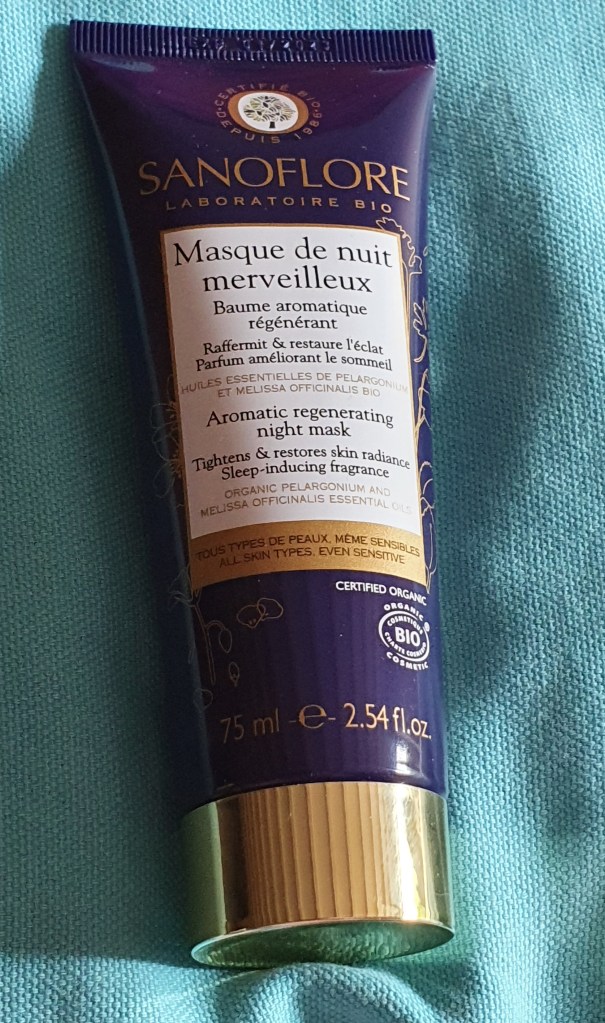 CERTIFIÉ BIO
DEPUIS 1986
SANOFLORE
LABORATOIRE BIO
Masque de nuit
merveilleux
Baume aromatique
régénérant
Raffermit & restaure l'éclat
Parfum améliorant le sommeil
HUILES ESSENTIELLES DE PELARGONIUM
ET MELISSA OFFICINALIS BIO
Aromatic regenerating
night mask
Tightens & restores skin radiance
Sleep-inducing fragrance
ORGANIC PELARGONIUM AND
MELISSA OFFICINALIS ESSENTIAL OILS
TOUS TYPES DE PEAUX, MÊME SENSIBLES
ALL SKIN TYPES, EVEN SENSITIVE
CERTIFIED ORGANIC
ORGANIC
COSMETIQUE
BIO
CHARTE COSMEBIO
COSMETIC
75 ml -e- 2.54 fl.oz.